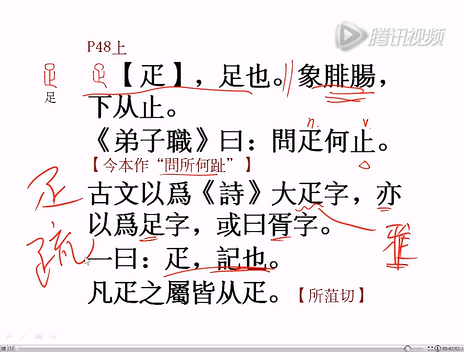 腾讯视频
P48上
【疋】，足也。象腓腸，
足
下从止。
n. v.
《弟子職》曰：問疋何止。
【今本作“問所何趾”】
疋
古文以爲《詩》大疋字，亦
以爲足字，或曰胥字。
雅
疏
一曰：疋，記也。
凡疋之屬皆从疋。【所菹切】